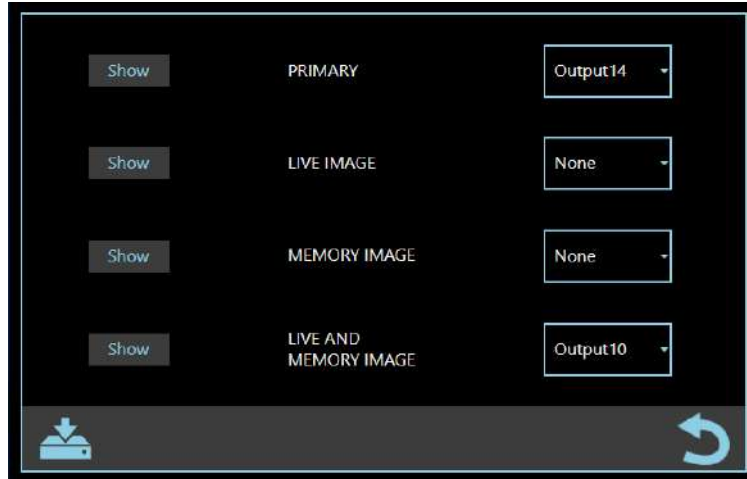 Show PRIMARY Output14
Show LIVE IMAGE None
Show MEMORY IMAGE None
Show LIVE AND
MEMORY IMAGE Output10